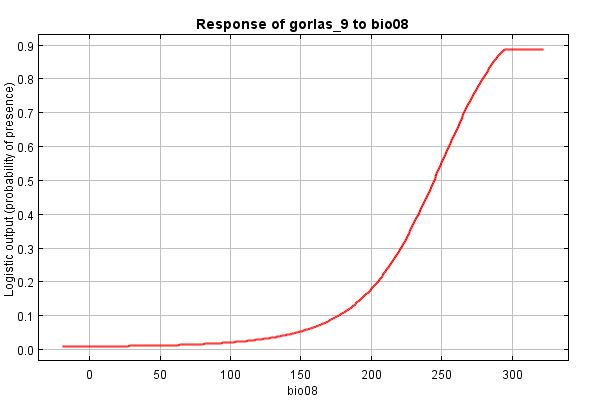 Response of gorlas_9 to bio08
Logistic output (probability of presence)
0.9
0.8
0.7
0.6
0.5
0.4
0.3
0.2
0.1
0.0
0 50 100 150 200 250 300
bio08